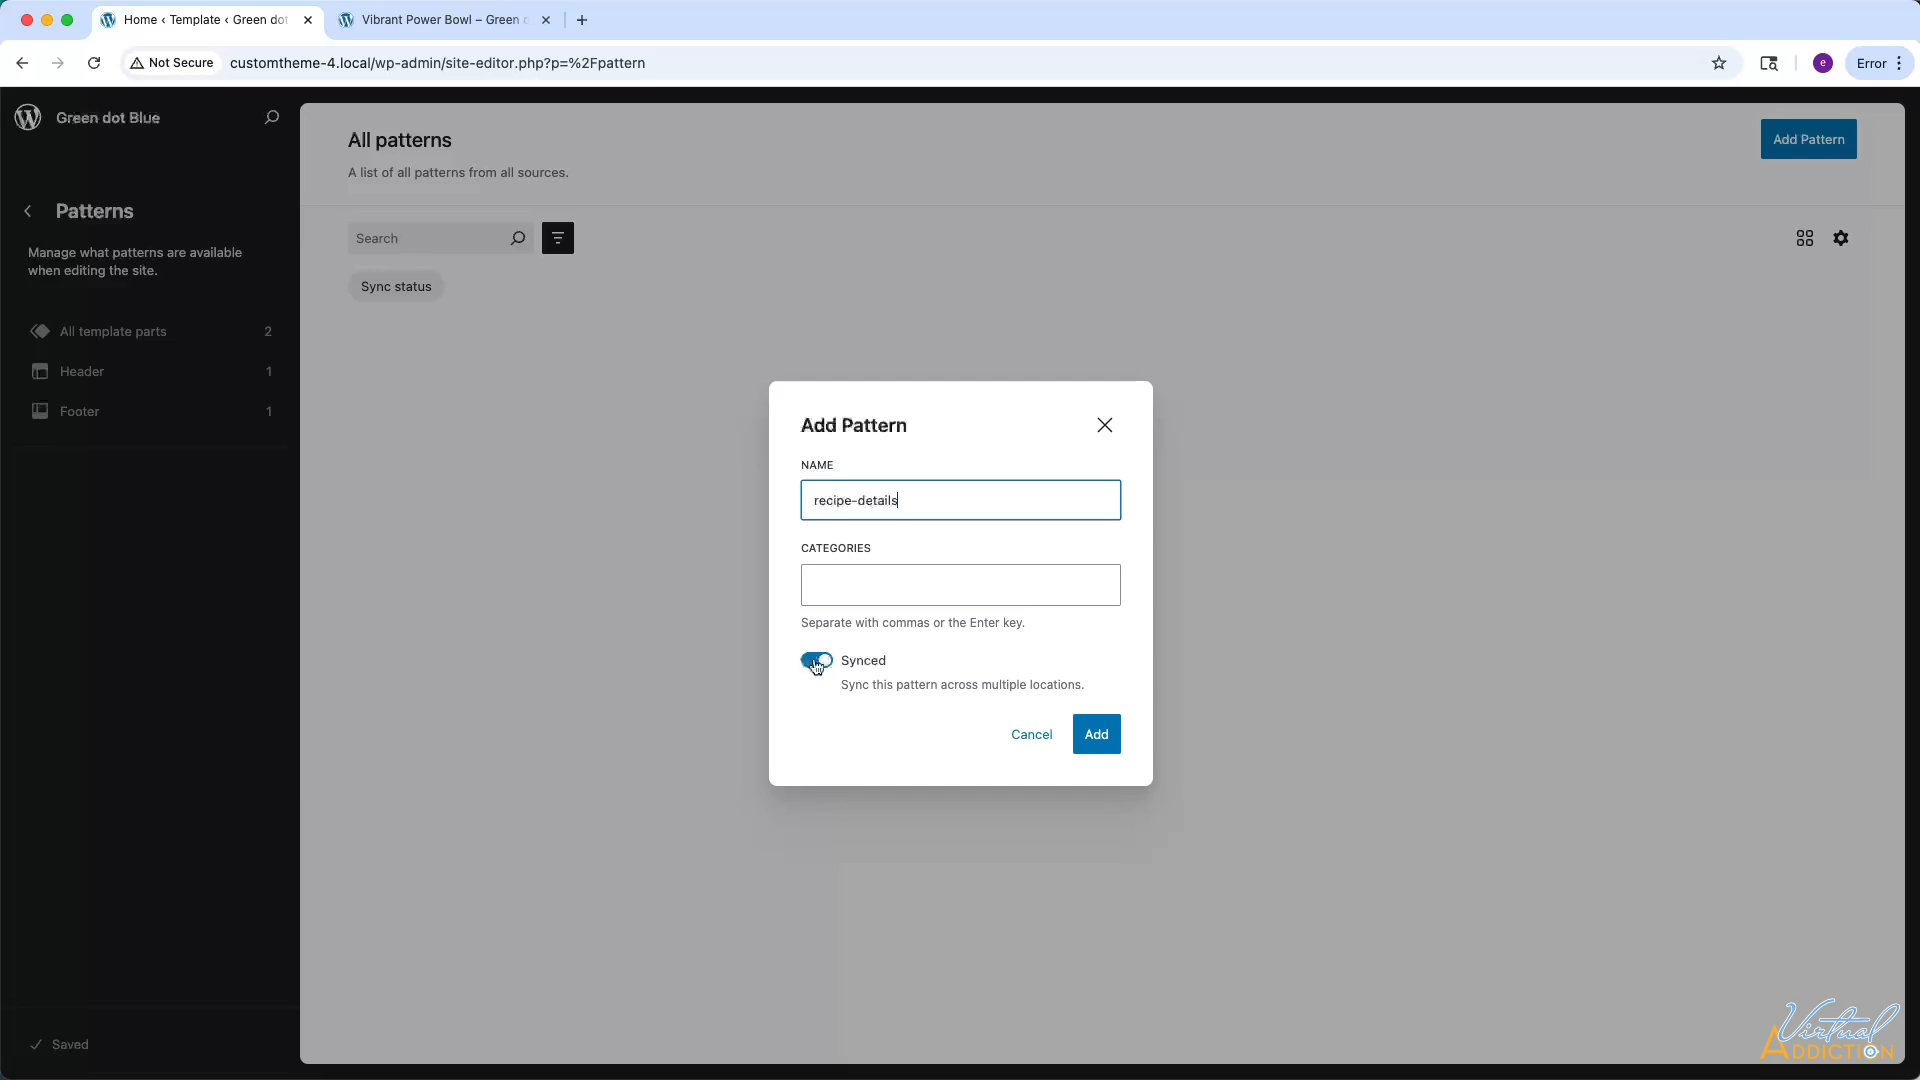 Home ‹ Template ‹ Green dot
Vibrant Power Bowl – Green
Not Secure
customtheme-4.local/wp-admin/site-editor.php?p=%2Fpattern
e
Error
Green dot Blue
All patterns
Add Pattern
A list of all patterns from all sources.
Patterns
Search
Manage what patterns are available
when editing the site.
Sync status
All template parts 2
Header 1
Footer 1
Add Pattern
NAME
recipe-details
CATEGORIES
Separate with commas or the Enter key.
Synced
Sync this pattern across multiple locations.
Cancel
Add
Saved
Virtual
ADDICTION